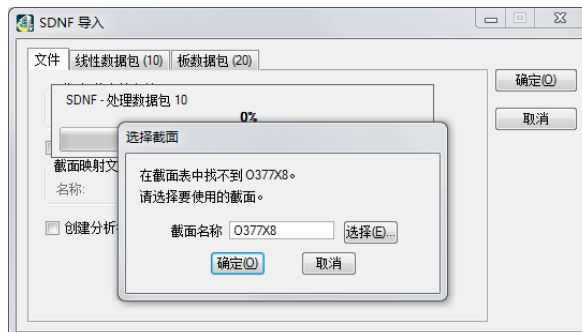 SDNF 导入
文件
线性数据包 (10)
板数据包 (20)
确定(O)
取消
SDNF - 处理数据包 10
0%
截面映射文
名称:
创建分析
选择截面
在截面表中找不到 O377X8。
请选择要使用的截面。
截面名称
O377X8
选择(E)...
确定(O)
取消